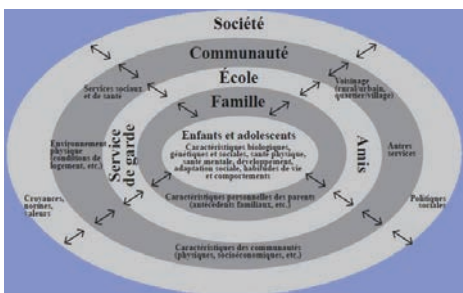 Société
Communauté
École
Famille
Services sociaux
et de santé
Voisinage
(rural/urbain,
quartier/village)
Enfants et adolescents
Caractéristiques biologiques,
génétiques et sociales, santé physique,
santé mentale, développement,
adaptation sociale, habitudes de vie
et comportements
Environnement
physique
(conditions de
logement, etc.)
Service
de garde
Amis
Autres
services
Croyances,
normes,
valeurs
Caractéristiques personnelles des parents
(antécédents familiaux, etc.)
Politiques
sociales
Caractéristiques des communautés
(physiques, socioéconomiques, etc.)